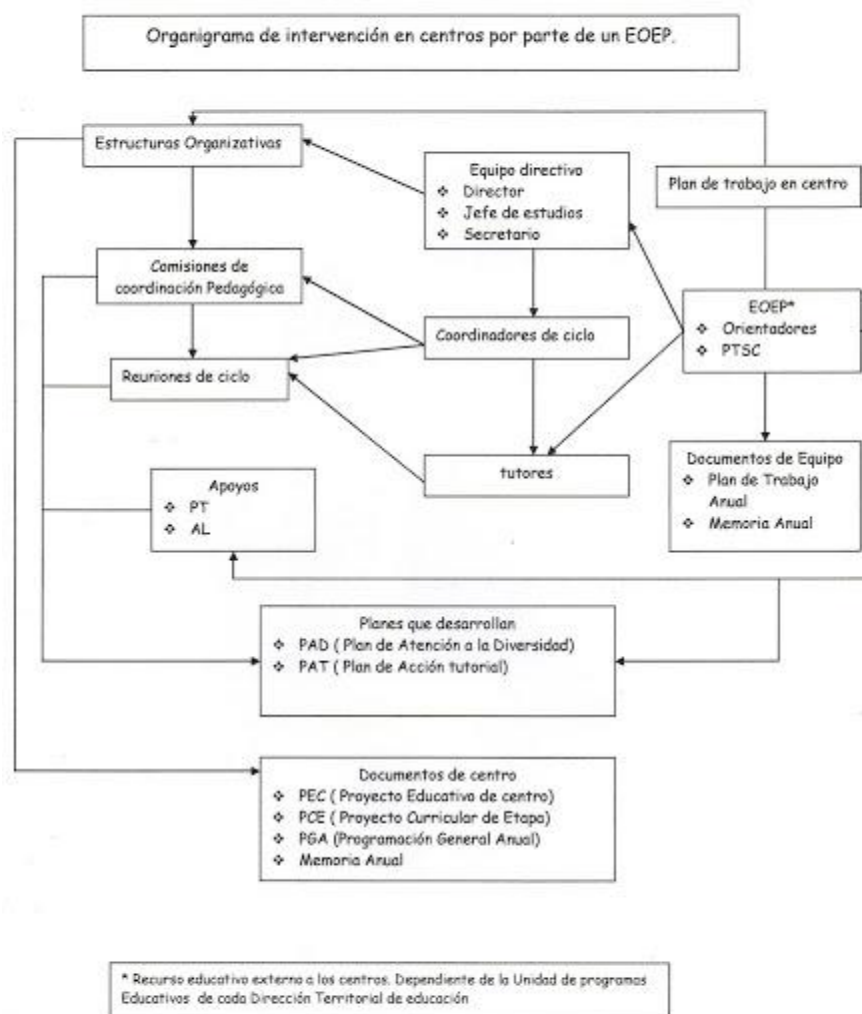 Organigrama de intervención en centros por parte de un EOEP.
Estructuras Organizativas
Equipo directivo
❖ Director
❖ Jefe de estudios
❖ Secretario
Plan de trabajo en centro
Comisiones de
coordinación Pedagógica
Coordinadores de ciclo
EOEP*
❖ Orientadores
❖ PTSC
Reuniones de ciclo
tutores
Documentos de Equipo
❖ Plan de Trabajo
Anual
❖ Memoria Anual
Apoyos
❖ PT
❖ AL
Planes que desarrollan
❖ PAD ( Plan de Atención a la Diversidad)
❖ PAT ( Plan de Acción tutorial)
Documentos de centro
❖ PEC ( Proyecto Educativo de centro)
❖ PCE ( Proyecto Curricular de Etapa)
❖ PGA (Programación General Anual)
❖ Memoria Anual
* Recurso educativo externo a los centros. Dependiente de la Unidad de programas
Educativos de cada Dirección Territorial de educación